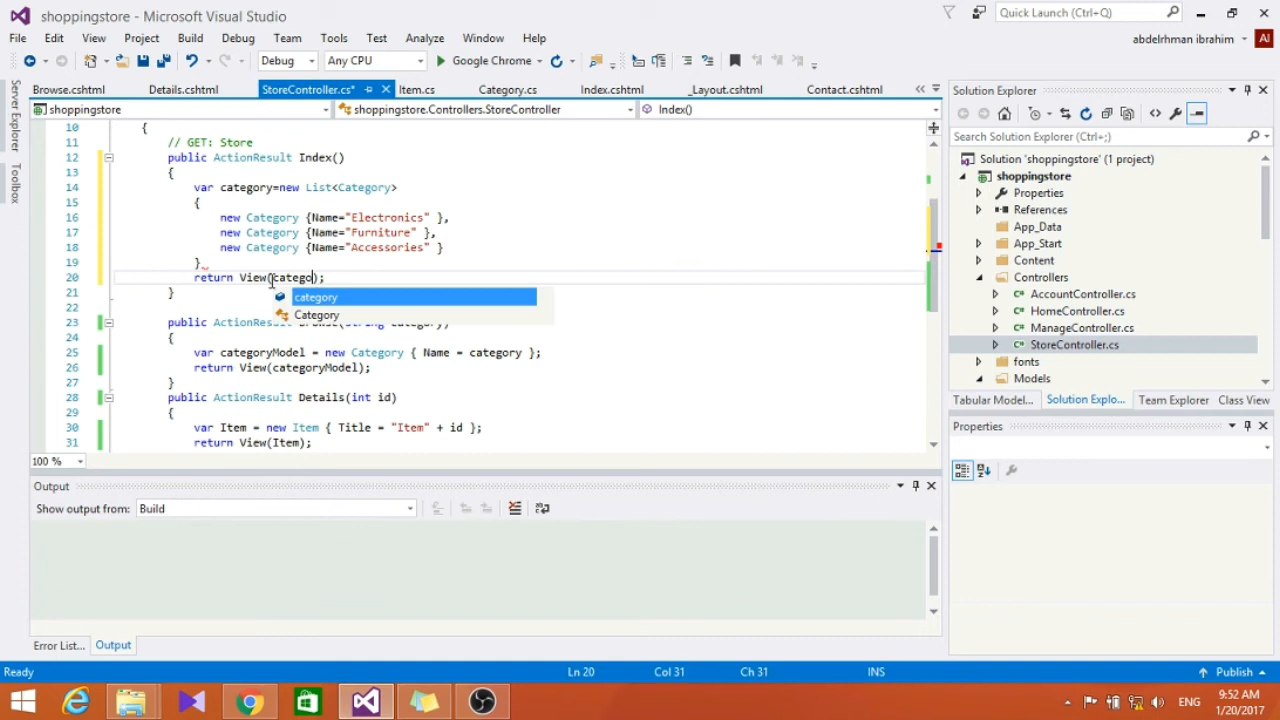 shoppingstore - Microsoft Visual Studio
Quick Launch (Ctrl+Q)
File Edit View Project Build Debug Team Tools Test Analyze Window Help
abdelrhman ibrahim AI
Debug Any CPU Google Chrome
Browse.cshtml Details.cshtml StoreController.cs* Item.cs Category.cs Index.cshtml _Layout.cshtml Contact.cshtml
shoppingstore shoppingstore.Controllers.StoreController Index()
Server Explorer
Toolbox
10 {
11 // GET: Store
12 public ActionResult Index()
13 {
14 var category=new List<Category>
15 {
16 new Category {Name="Electronics" },
17 new Category {Name="Furniture" },
18 new Category {Name="Accessories" }
19 }
20 return View(catego);
21 }
category
22
Category
23 public ActionResult Browse(string category)
24 {
25 var categoryModel = new Category { Name = category };
26 return View(categoryModel);
27 }
28 public ActionResult Details(int id)
29 {
30 var Item = new Item { Title = "Item" + id };
31 return View(Item);
100 %
Output
Show output from: Build
Error List... Output
Solution Explorer
Search Solution Explorer (Ctrl+;)
Solution 'shoppingstore' (1 project)
shoppingstore
Properties
References
App_Data
App_Start
Content
Controllers
C# AccountController.cs
C# HomeController.cs
C# ManageController.cs
C# StoreController.cs
fonts
Models
Tabular Model... Solution Explo... Team Explorer Class View
Properties
Ready Ln 20 Col 31 Ch 31 INS Publish
ENG
9:52 AM
1/20/2017